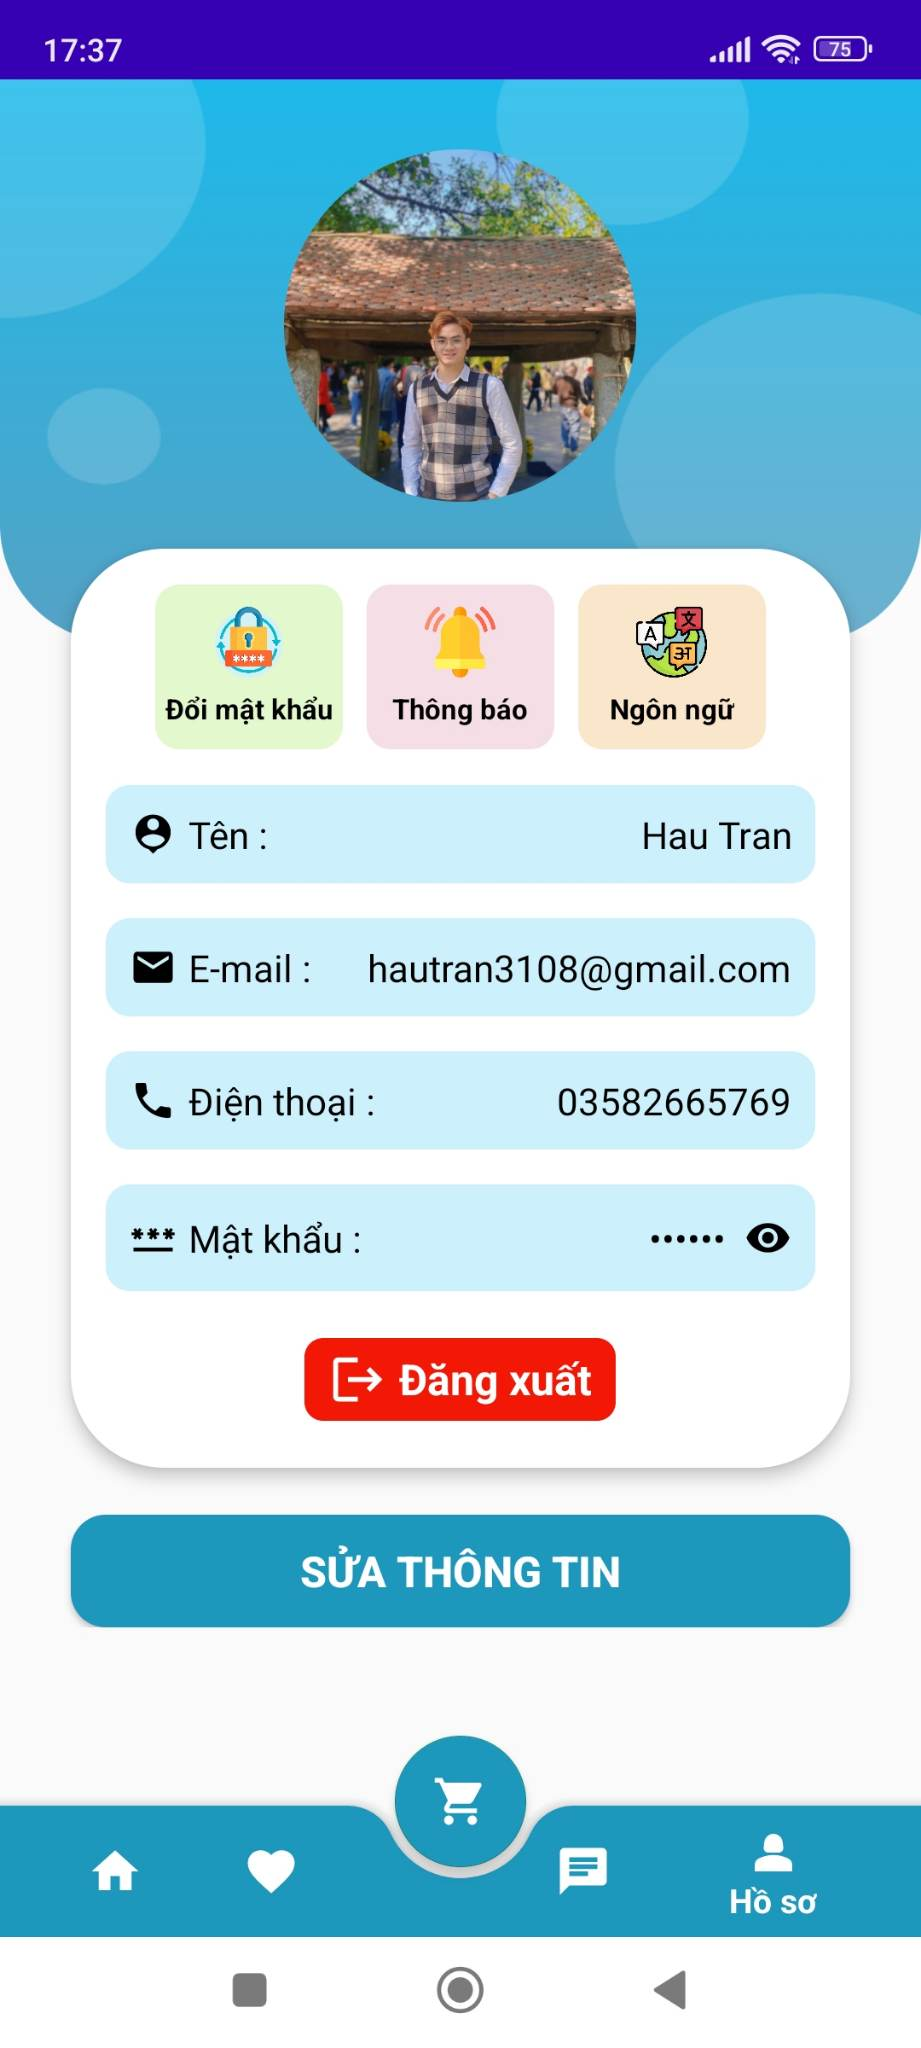 17:37
75
****
A 文 अ
Đổi mật khẩu
Thông báo
Ngôn ngữ
Tên :
Hau Tran
E-mail :
hautran3108@gmail.com
Điện thoại :
03582665769
*** Mật khẩu :
••••••
Đăng xuất
SỬA THÔNG TIN
Hồ sơ